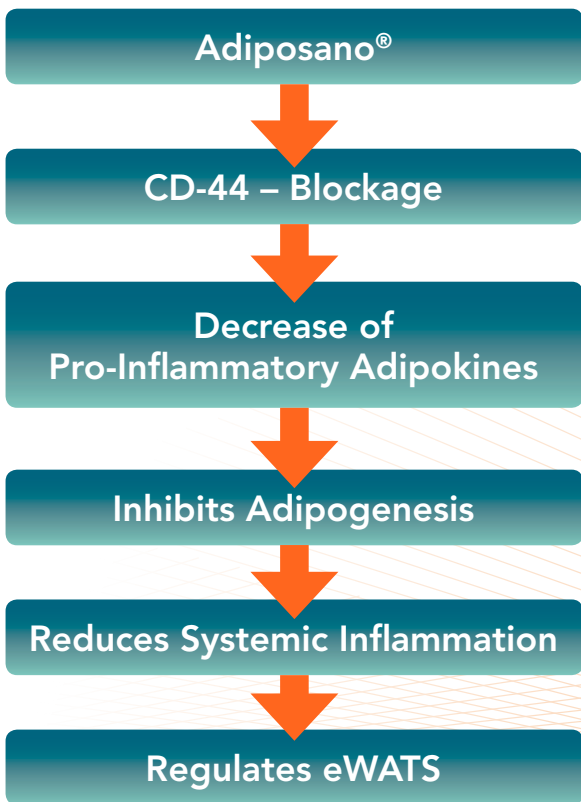 Adiposano®
CD-44 – Blockage
Decrease of
Pro-Inflammatory Adipokines
Inhibits Adipogenesis
Reduces Systemic Inflammation
Regulates eWATS